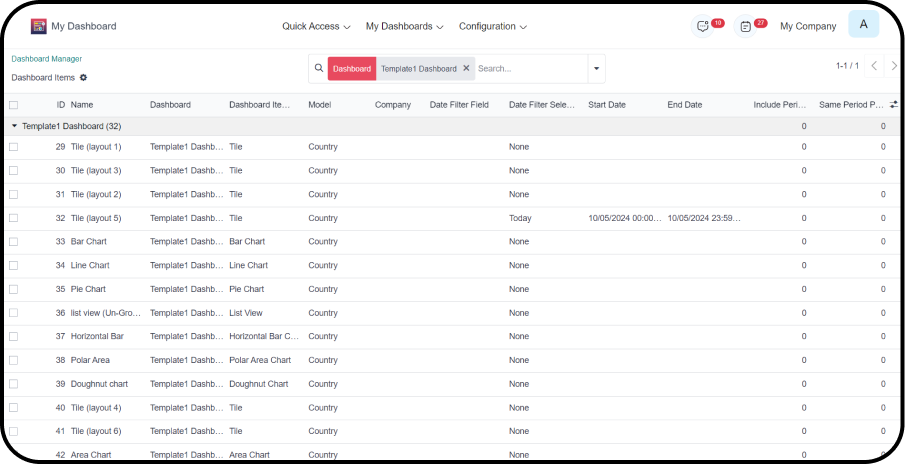 My Dashboard Quick Access My Dashboards Configuration 10 27 My Company A
Dashboard Manager
Dashboard Items
Dashboard Template1 Dashboard × Search...
1-1 / 1
ID Name Dashboard Dashboard Ite... Model Company Date Filter Field Date Filter Sele... Start Date End Date Include Peri... Same Period P...
Template1 Dashboard (32) 0 0
29 Tile (layout 1) Template1 Dashb... Tile Country None 0 0
30 Tile (layout 3) Template1 Dashb... Tile Country None 0 0
31 Tile (layout 2) Template1 Dashb... Tile Country None 0 0
32 Tile (layout 5) Template1 Dashb... Tile Country Today 10/05/2024 00:00... 10/05/2024 23:59... 0 0
33 Bar Chart Template1 Dashb... Bar Chart Country None 0 0
34 Line Chart Template1 Dashb... Line Chart Country None 0 0
35 Pie Chart Template1 Dashb... Pie Chart Country None 0 0
36 list view (Un-Gro... Template1 Dashb... List View Country None 0 0
37 Horizontal Bar Template1 Dashb... Horizontal Bar C... Country None 0 0
38 Polar Area Template1 Dashb... Polar Area Chart Country None 0 0
39 Doughnut chart Template1 Dashb... Doughnut Chart Country None 0 0
40 Tile (layout 4) Template1 Dashb... Tile Country None 0 0
41 Tile (layout 6) Template1 Dashb... Tile Country None 0 0
42 Area Chart Template1 Dashb... Area Chart Country None 0 0